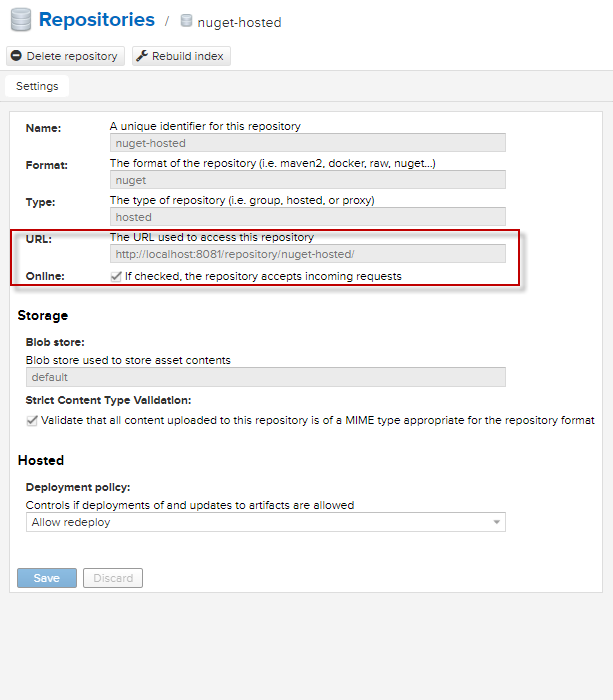 Repositories / nuget-hosted
Delete repository Rebuild index
Settings
Name: A unique identifier for this repository
nuget-hosted
Format: The format of the repository (i.e. maven2, docker, raw, nuget...)
nuget
Type: The type of repository (i.e. group, hosted, or proxy)
hosted
URL: The URL used to access this repository
http://localhost:8081/repository/nuget-hosted/
Online: If checked, the repository accepts incoming requests
Storage
Blob store:
Blob store used to store asset contents
default
Strict Content Type Validation:
Validate that all content uploaded to this repository is of a MIME type appropriate for the repository format
Hosted
Deployment policy:
Controls if deployments of and updates to artifacts are allowed
Allow redeploy
Save Discard